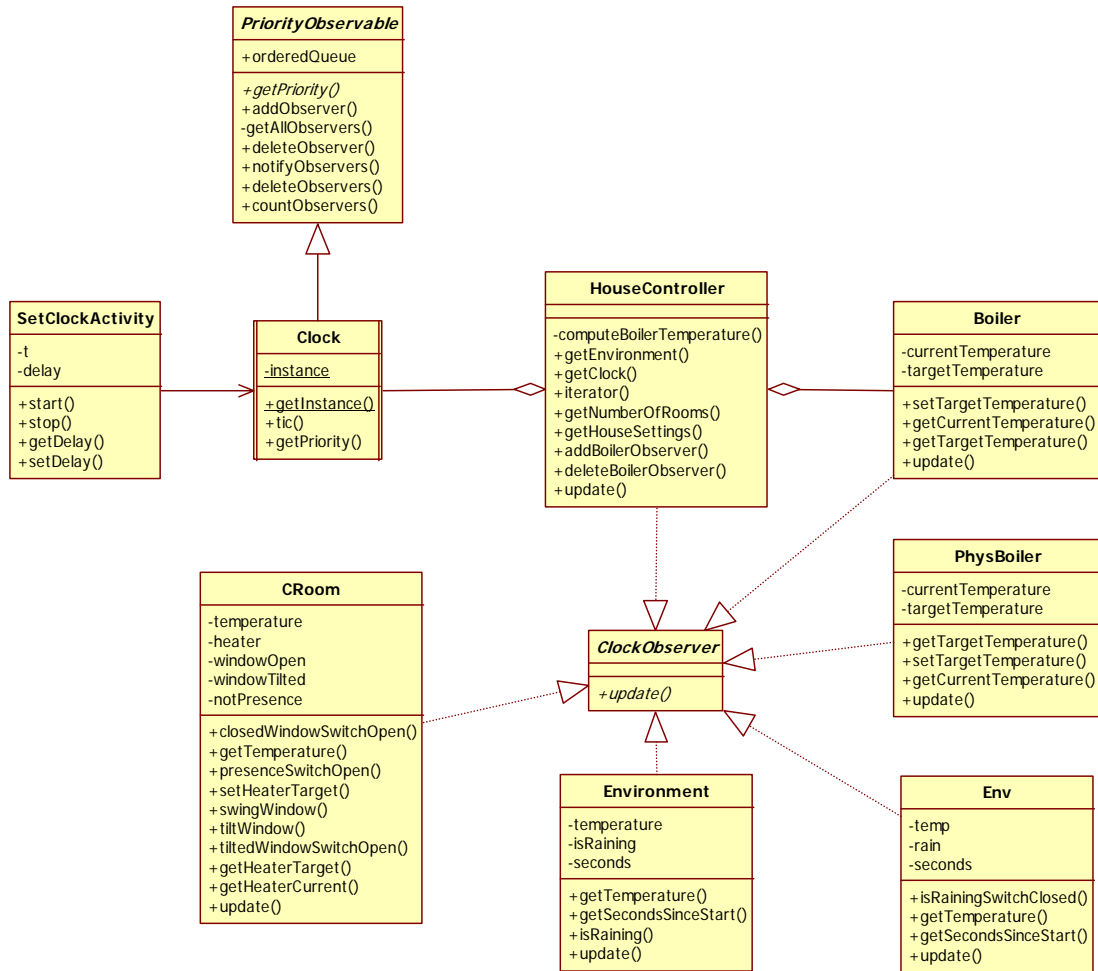 PriorityObservable
+orderedQueue
+getPriority()
+addObserver()
-getAllObservers()
+deleteObserver()
+notifyObservers()
+deleteObservers()
+countObservers()
SetClockActivity
-t
-delay
+start()
+stop()
+getDelay()
+setDelay()
Clock
-instance
+getInstance()
+tic()
+getPriority()
HouseController
-computeBoilerTemperature()
+getEnvironment()
+getClock()
+iterator()
+getNumberOfRooms()
+getHouseSettings()
+addBoilerObserver()
+deleteBoilerObserver()
+update()
Boiler
-currentTemperature
-targetTemperature
+setTargetTemperature()
+getCurrentTemperature()
+getTargetTemperature()
+update()
CRoom
-temperature
-heater
-windowOpen
-windowTilted
-notPresence
+closedWindowSwitchOpen()
+getTemperature()
+presenceSwitchOpen()
+setHeaterTarget()
+swingWindow()
+tiltWindow()
+tiltedWindowSwitchOpen()
+getHeaterTarget()
+getHeaterCurrent()
+update()
ClockObserver
+update()
PhysBoiler
-currentTemperature
-targetTemperature
+getTargetTemperature()
+setTargetTemperature()
+getCurrentTemperature()
+update()
Environment
-temperature
-isRaining
-seconds
+getTemperature()
+getSecondsSinceStart()
+isRaining()
+update()
Env
-temp
-rain
-seconds
+isRainingSwitchClosed()
+getTemperature()
+getSecondsSinceStart()
+update()